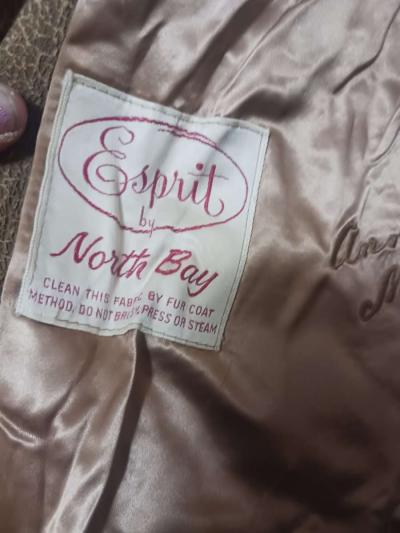 Esprit
by
North Bay
CLEAN THIS FABRIC BY FUR COAT
METHOD, DO NOT BRUSH, PRESS OR STEAM